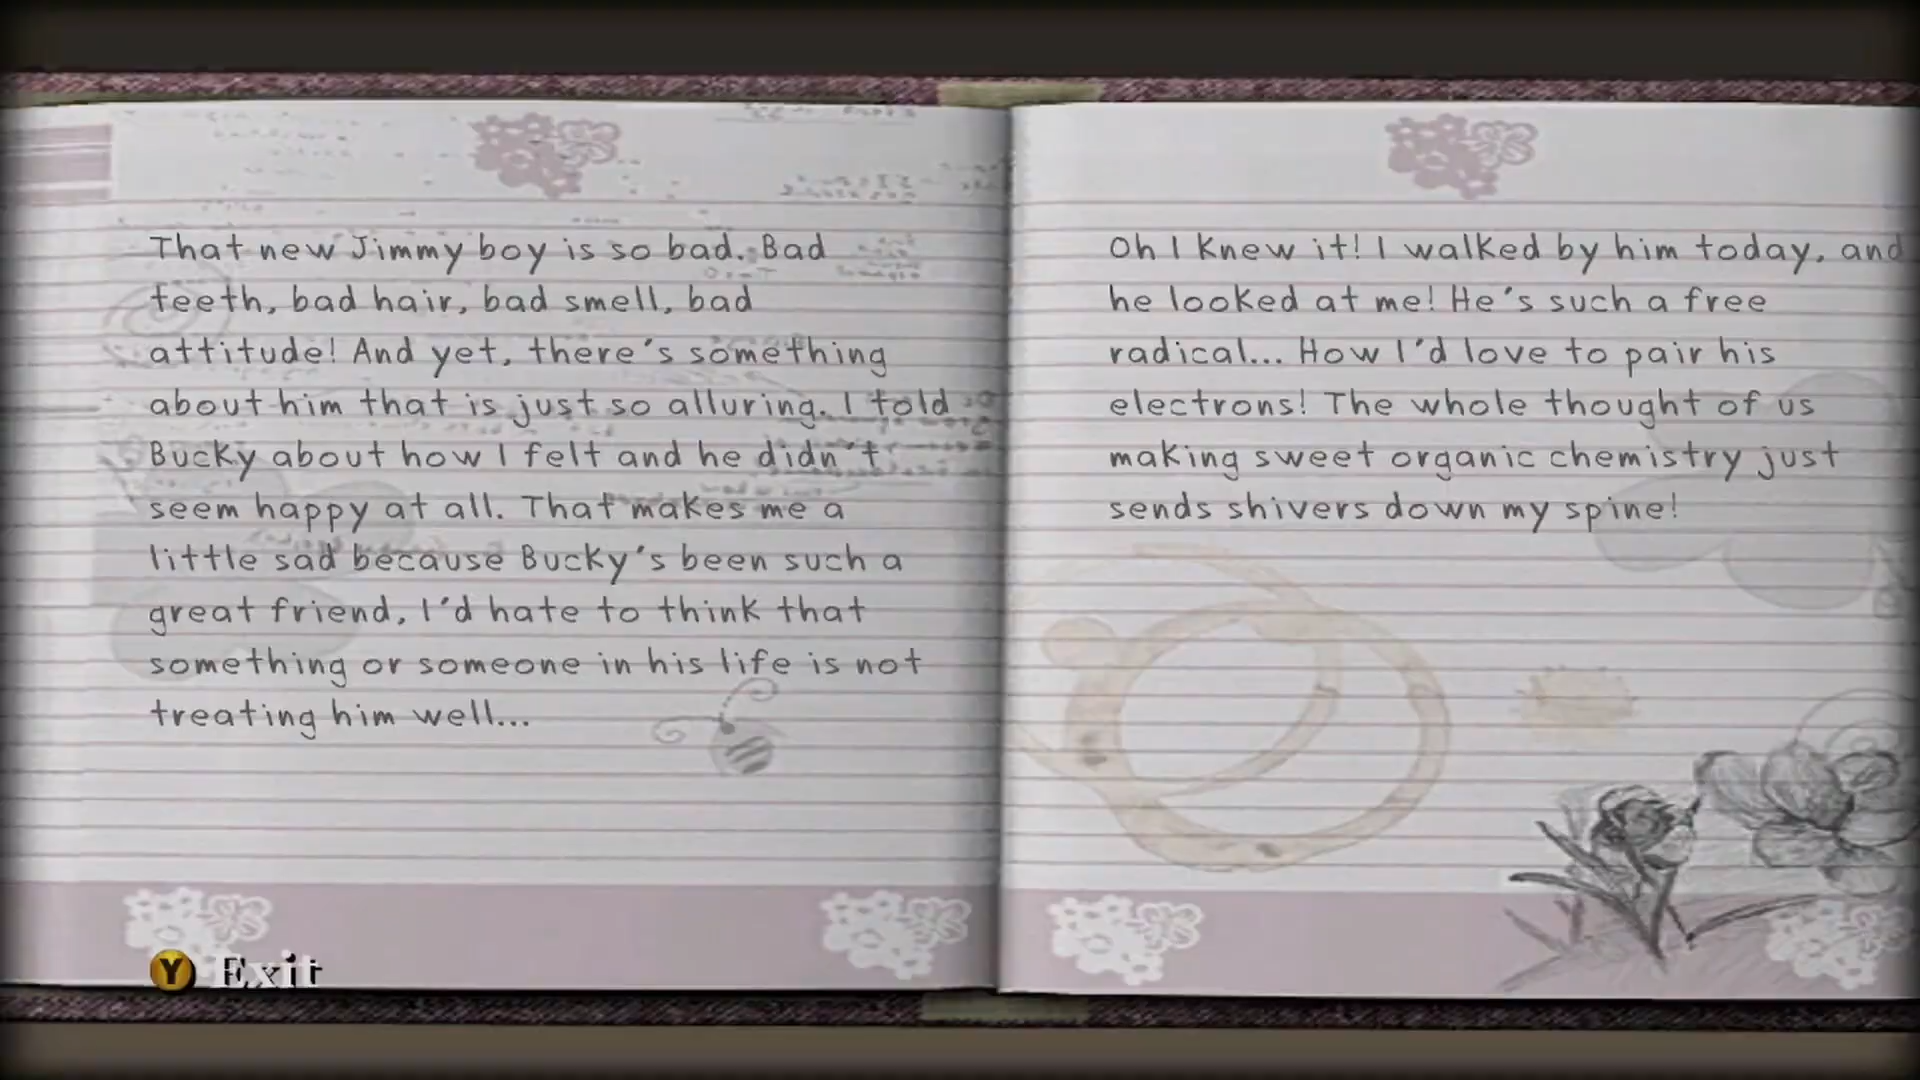 That new Jimmy boy is so bad. Bad
teeth, bad hair, bad smell, bad
attitude! And yet, there's something
about him that is just so alluring. I told
Bucky about how I felt and he didn't
seem happy at all. That makes me a
little sad because Bucky's been such a
great friend, I'd hate to think that
something or someone in his life is not
treating him well...
Oh I knew it! I walked by him today, and
he looked at me! He's such a free
radical... How I'd love to pair his
electrons! The whole thought of us
making sweet organic chemistry just
sends shivers down my spine!
Y Exit